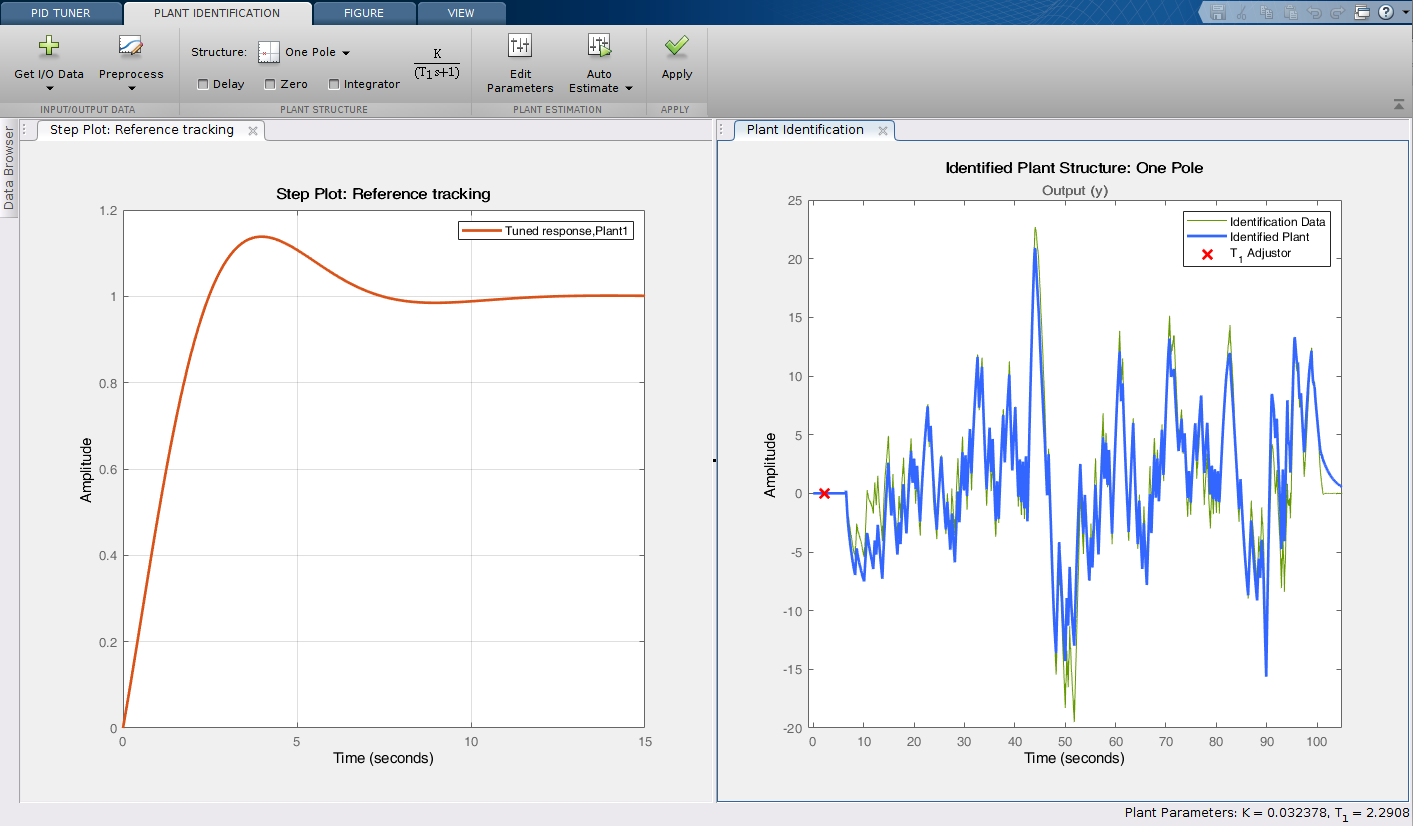 PID TUNER
PLANT IDENTIFICATION
FIGURE
VIEW
Get I/O Data
Preprocess
INPUT/OUTPUT DATA
Structure:
One Pole
Delay
Zero
Integrator
K
(T1s+1)
PLANT STRUCTURE
Edit
Parameters
Auto
Estimate
PLANT ESTIMATION
Apply
APPLY
Data Browser
Step Plot: Reference tracking
Step Plot: Reference tracking
Tuned response,Plant1
1.2
1
0.8
0.6
0.4
0.2
0
Amplitude
0 5 10 15
Time (seconds)
Plant Identification
Identified Plant Structure: One Pole
Output (y)
Identification Data
Identified Plant
T1 Adjustor
25
20
15
10
5
0
-5
-10
-15
-20
Amplitude
0 10 20 30 40 50 60 70 80 90 100
Time (seconds)
Plant Parameters: K = 0.032378, T1 = 2.2908